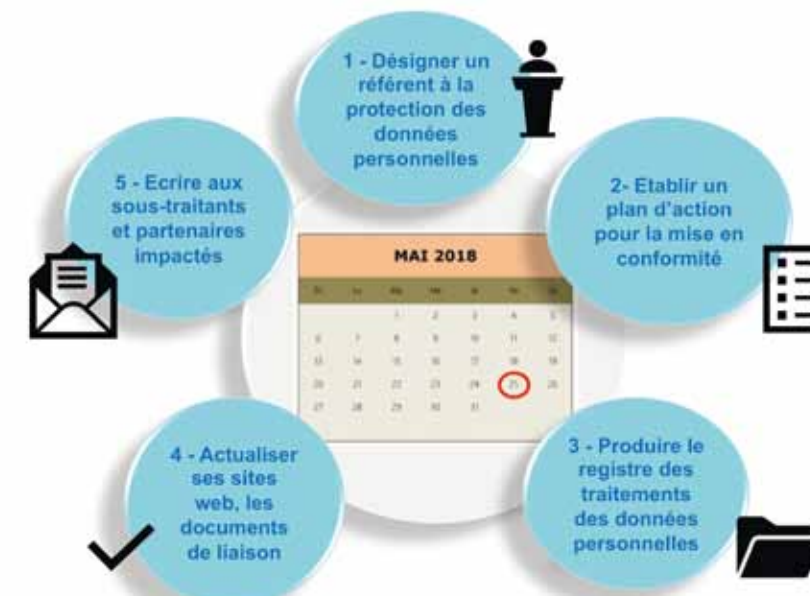 1 - Désigner un
référent à la
protection des
données
personnelles
2- Etablir un
plan d'action
pour la mise en
conformité
3 - Produire le
registre des
traitements
des données
personnelles
4 - Actualiser
ses sites
web, les
documents
de liaison
5 - Ecrire aux
sous-traitants
et partenaires
impactés
MAI 2018
1 2 3 4 5
6 7 8 9 10 11 12
13 14 15 16 17 18 19
20 21 22 23 24 25 26
27 28 29 30 31